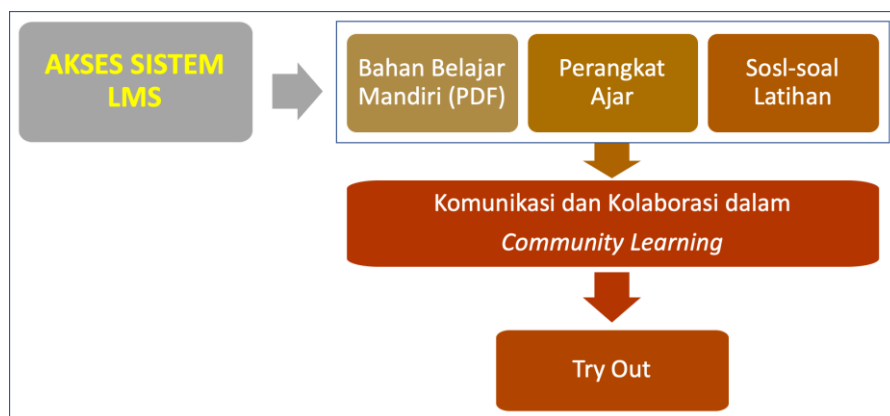 AKSES SISTEM
LMS
Bahan Belajar
Mandiri (PDF)
Perangkat
Ajar
Sosl-soal
Latihan
Komunikasi dan Kolaborasi dalam
Community Learning
Try Out